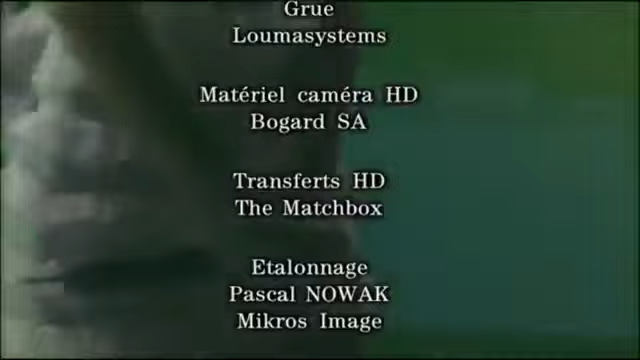 Grue
Loumasystems
Matériel caméra HD
Bogard SA
Transferts HD
The Matchbox
Etalonnage
Pascal NOWAK
Mikros Image